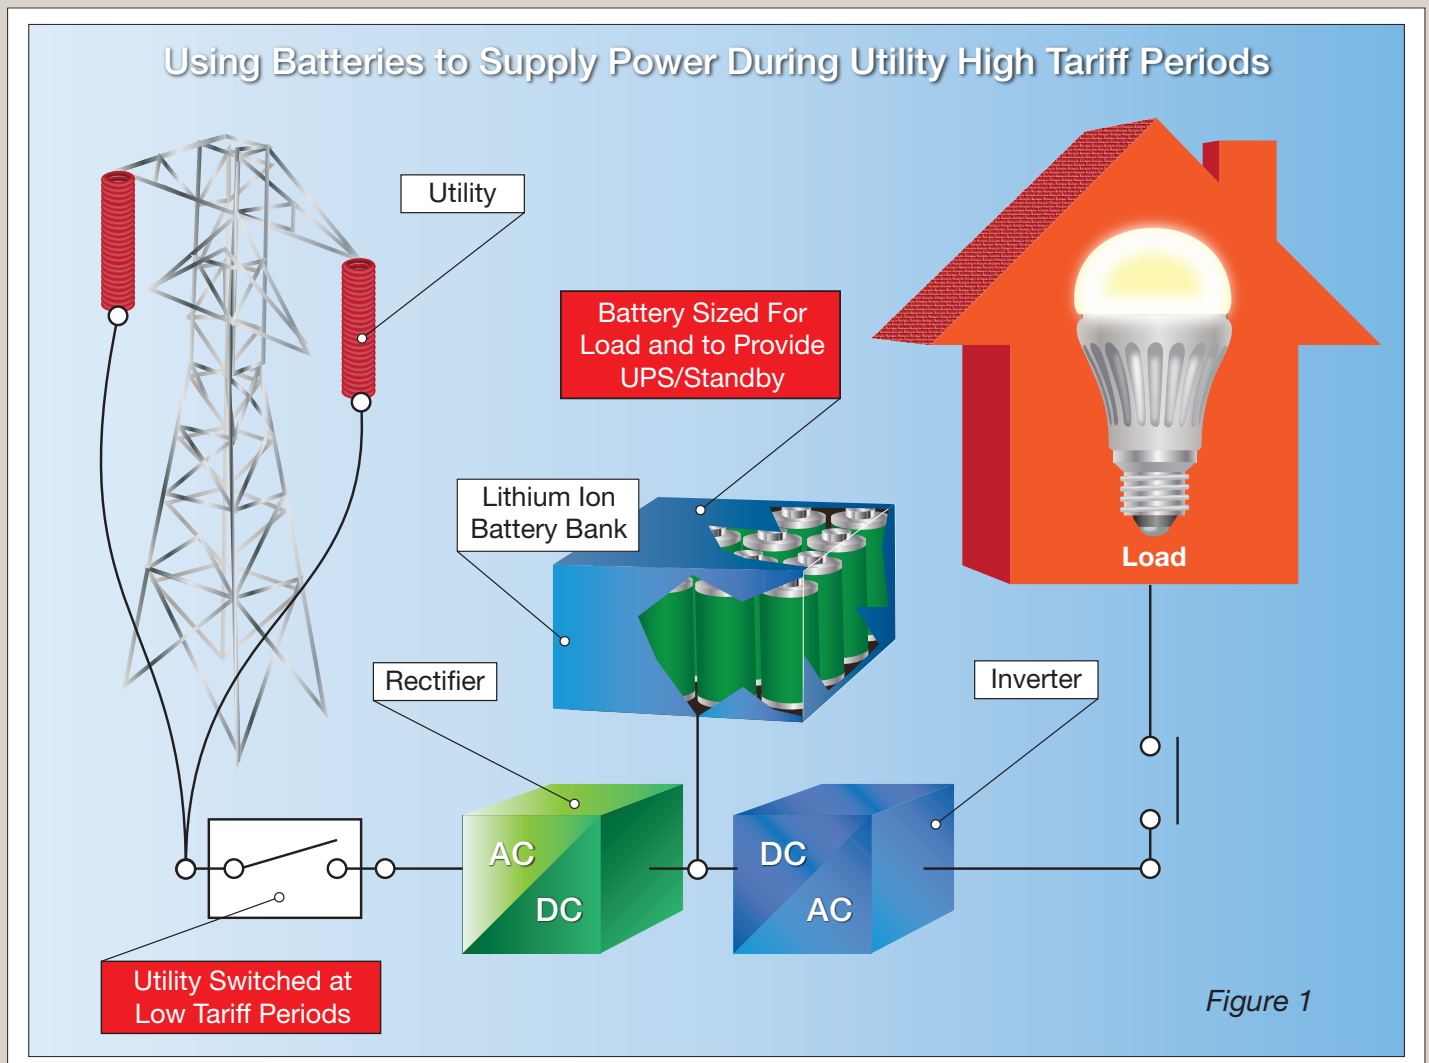 Using Batteries to Supply Power During Utility High Tariff Periods
Utility
Battery Sized For
Load and to Provide
UPS/Standby
Lithium Ion
Battery Bank
Load
Rectifier
Inverter
AC
DC
DC
AC
Utility Switched at
Low Tariff Periods
Figure 1